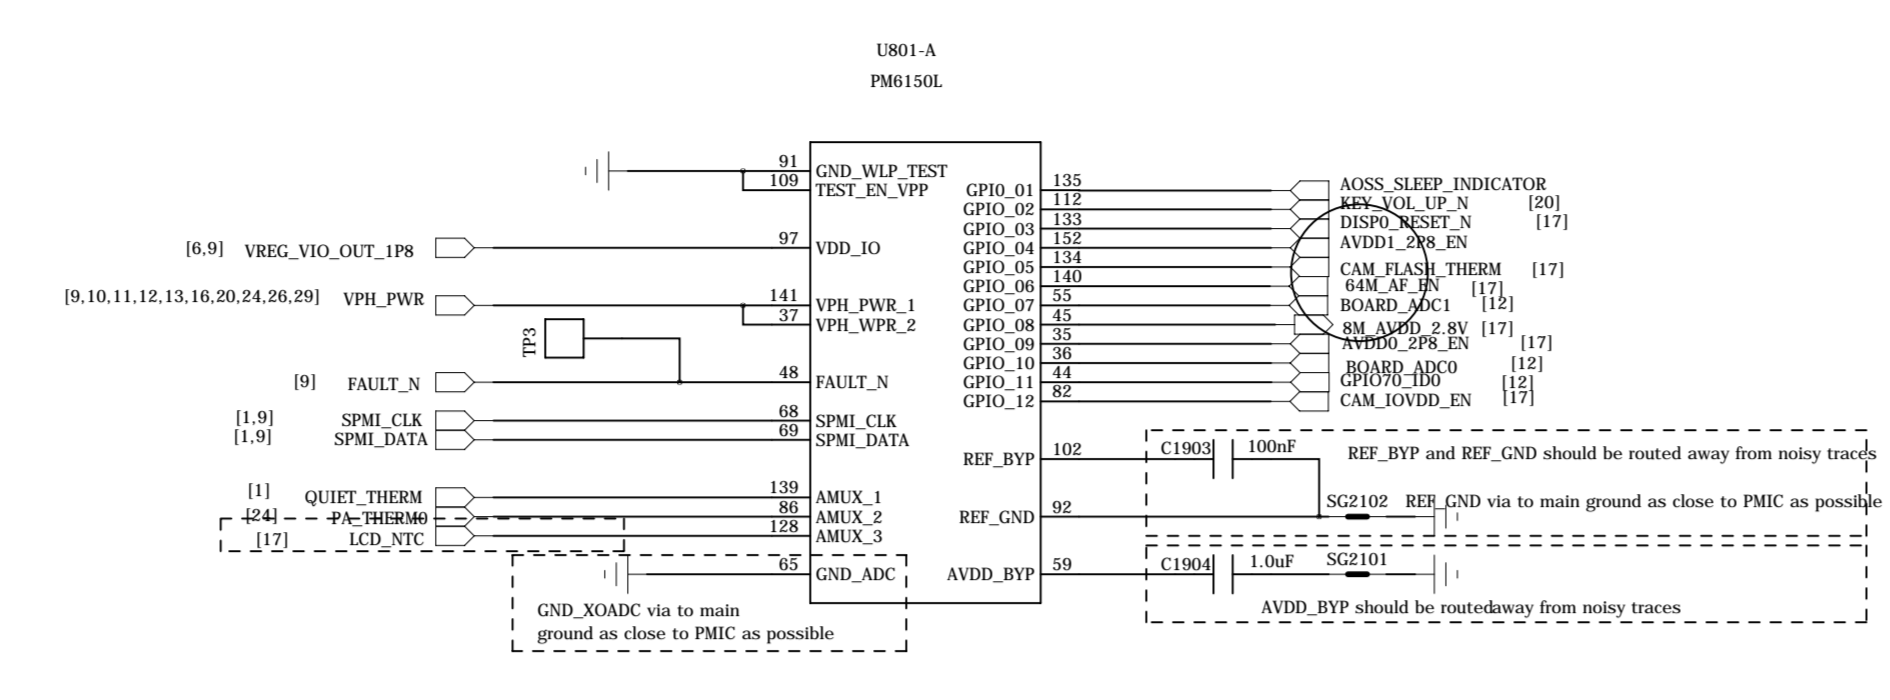 U801-A
PM6150L
91 GND_WLP_TEST
109 TEST_EN_VPP
[6,9] VREG_VIO_OUT_1P8 97 VDD_IO
[9,10,11,12,13,16,20,24,26,29] VPH_PWR 141 VPH_PWR_1
37 VPH_WPR_2
TP3
[9] FAULT_N 48 FAULT_N
[1,9] SPMI_CLK 68 SPMI_CLK
[1,9] SPMI_DATA 69 SPMI_DATA
[1] QUIET_THERM 139 AMUX_1
[24] PA_THERM0 86 AMUX_2
[17] LCD_NTC 128 AMUX_3
65 GND_ADC
GND_XOADC via to main
ground as close to PMIC as possible
GPI0_01 135 AOSS_SLEEP_INDICATOR
GPIO_02 112 KEY_VOL_UP_N [20]
GPIO_03 133 DISP0_RESET_N [17]
GPIO_04 152 AVDD1_2P8_EN
GPIO_05 134 CAM_FLASH_THERM [17]
GPIO_06 140 64M_AF_EN [17]
GPIO_07 55 BOARD_ADC1 [12]
GPIO_08 45 8M_AVDD_2.8V [17]
GPIO_09 35 AVDD0_2P8_EN [17]
GPIO_10 36 BOARD_ADC0 [12]
GPIO_11 44 GPIO70_ID0 [12]
GPIO_12 82 CAM_IOVDD_EN [17]
REF_BYP 102 C1903 100nF REF_BYP and REF_GND should be routed away from noisy traces
REF_GND 92 SG2102 REF_GND via to main ground as close to PMIC as possible
AVDD_BYP 59 C1904 1.0uF SG2101
AVDD_BYP should be routedaway from noisy traces